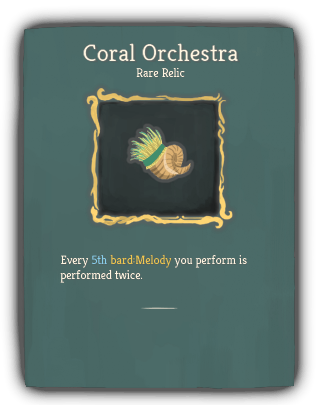 Coral Orchestra
Rare Relic
Every 5th bard:Melody you perform is
performed twice.